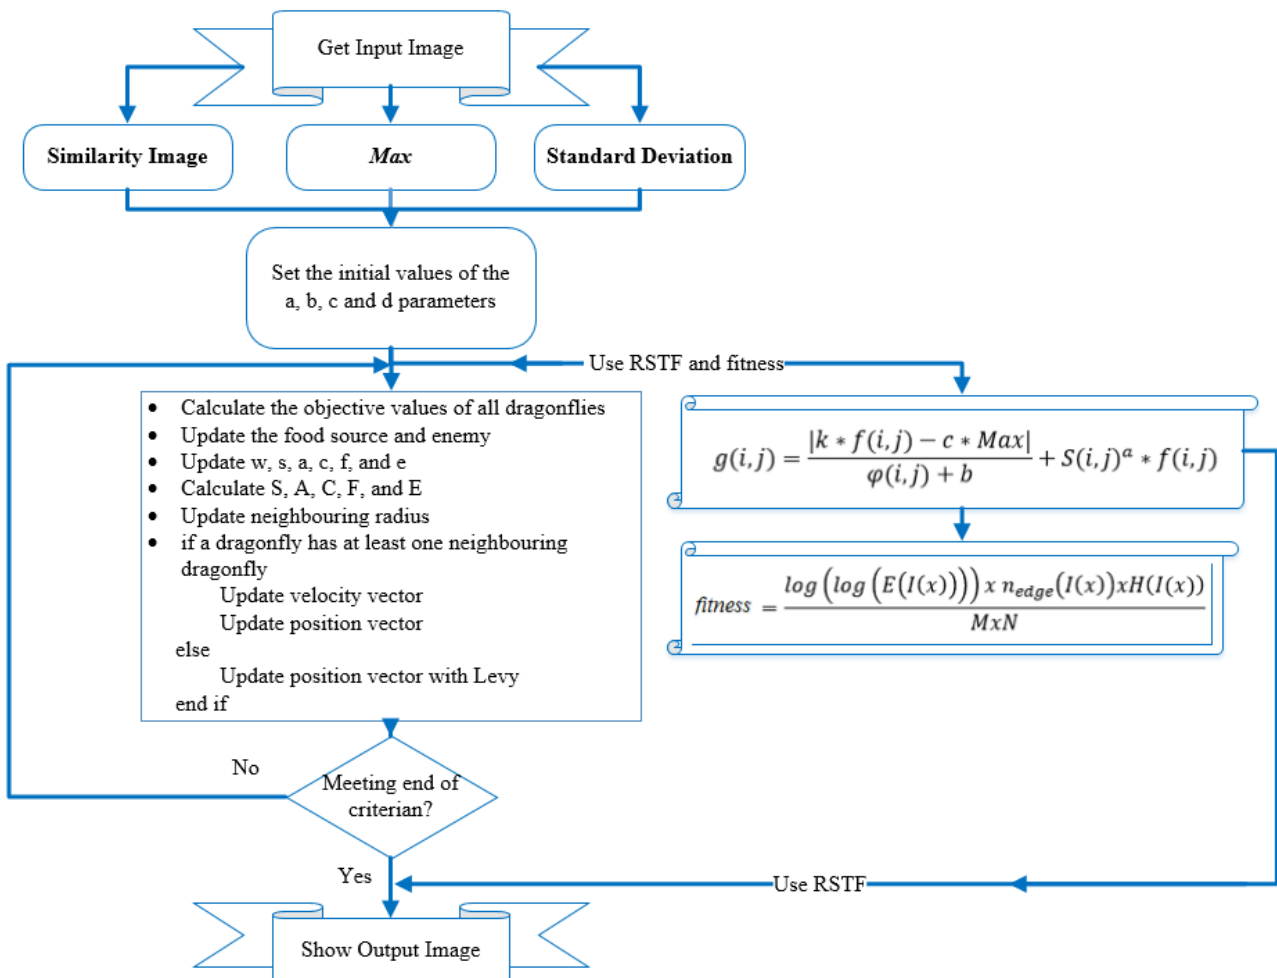 Get Input Image
Similarity Image
Max
Standard Deviation
Set the initial values of the
a, b, c and d parameters
Use RSTF and fitness
• Calculate the objective values of all dragonflies
• Update the food source and enemy
• Update w, s, a, c, f, and e
• Calculate S, A, C, F, and E
• Update neighbouring radius
• if a dragonfly has at least one neighbouring
dragonfly
Update velocity vector
Update position vector
else
Update position vector with Levy
end if
g(i,j) = |k * f(i,j) − c * Max| / φ(i,j) + b + S(i,j)^a * f(i,j)
fitness = log(log(E(I(x)))) x n_edge(I(x))xH(I(x)) / MxN
No
Meeting end of
criterian?
Yes
Use RSTF
Show Output Image